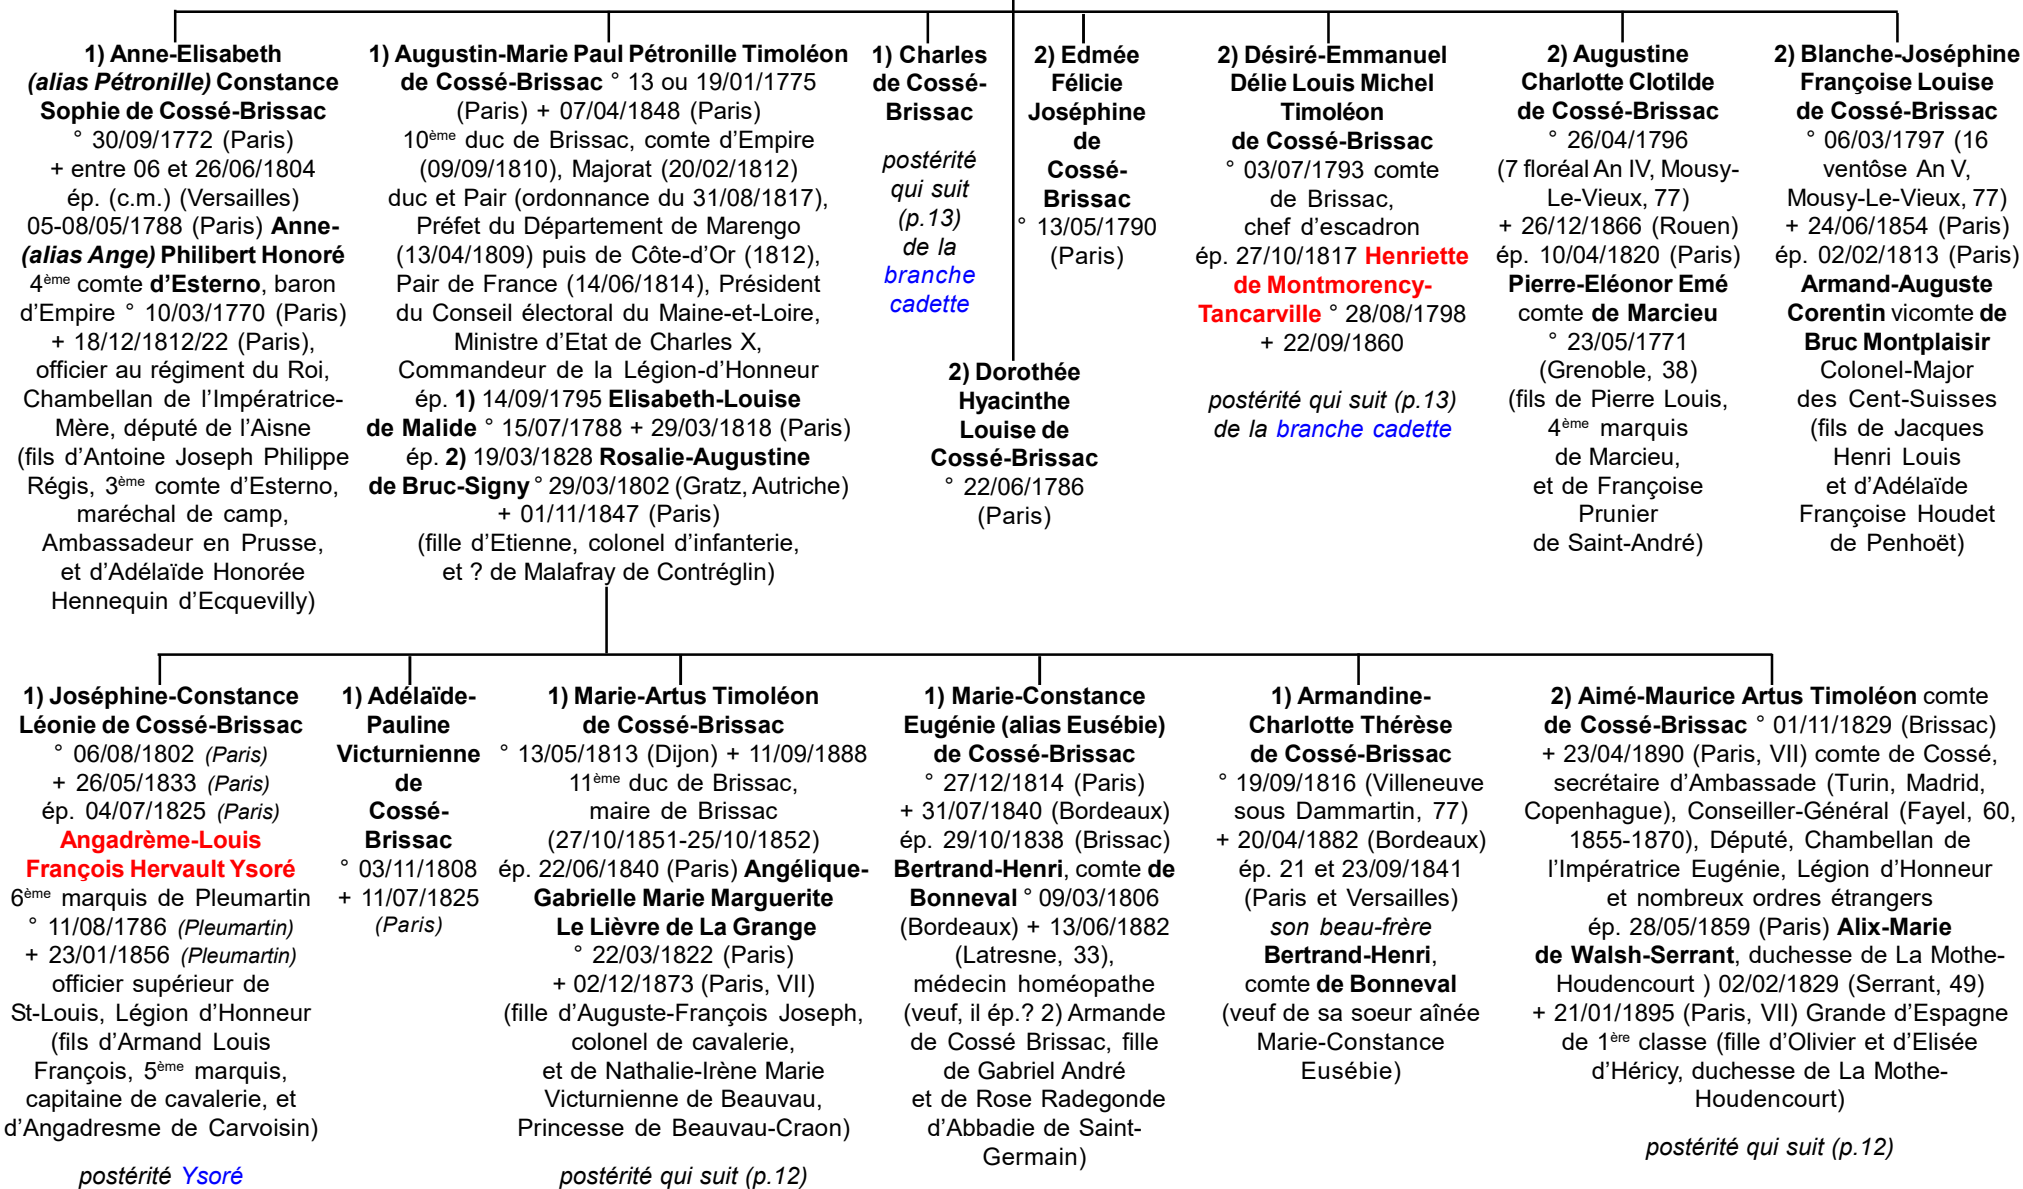 1) Anne-Elisabeth
(alias Pétronille) Constance
Sophie de Cossé-Brissac
° 30/09/1772 (Paris)
+ entre 06 et 26/06/1804
ép. (c.m.) (Versailles)
05-08/05/1788 (Paris) Anne-
(alias Ange) Philibert Honoré
4ème comte d’Esterno, baron
d’Empire ° 10/03/1770 (Paris)
+ 18/12/1812/22 (Paris),
officier au régiment du Roi,
Chambellan de l’Impératrice-
Mère, député de l’Aisne
(fils d’Antoine Joseph Philippe
Régis, 3ème comte d’Esterno,
maréchal de camp,
Ambassadeur en Prusse,
et d’Adélaïde Honorée
Hennequin d’Ecquevilly)
1) Augustin-Marie Paul Pétronille Timoléon
de Cossé-Brissac ° 13 ou 19/01/1775
(Paris) + 07/04/1848 (Paris)
10ème duc de Brissac, comte d’Empire
(09/09/1810), Majorat (20/02/1812)
duc et Pair (ordonnance du 31/08/1817),
Préfet du Département de Marengo
(13/04/1809) puis de Côte-d’Or (1812),
Pair de France (14/06/1814), Président
du Conseil électoral du Maine-et-Loire,
Ministre d’Etat de Charles X,
Commandeur de la Légion-d’Honneur
ép. 1) 14/09/1795 Elisabeth-Louise
de Malide ° 15/07/1788 + 29/03/1818 (Paris)
ép. 2) 19/03/1828 Rosalie-Augustine
de Bruc-Signy ° 29/03/1802 (Gratz, Autriche)
+ 01/11/1847 (Paris)
(fille d’Etienne, colonel d’infanterie,
et ? de Malafray de Contréglin)
1) Charles
de Cossé-
Brissac
postérité
qui suit
(p.13)
de la
branche
cadette
2) Edmée
Félicie
Joséphine
de
Cossé-
Brissac
° 13/05/1790
(Paris)
2) Dorothée
Hyacinthe
Louise de
Cossé-Brissac
° 22/06/1786
(Paris)
2) Désiré-Emmanuel
Délie Louis Michel
Timoléon
de Cossé-Brissac
° 03/07/1793 comte
de Brissac,
chef d’escadron
ép. 27/10/1817 Henriette
de Montmorency-
Tancarville ° 28/08/1798
+ 22/09/1860
postérité qui suit (p.13)
de la branche cadette
2) Augustine
Charlotte Clotilde
de Cossé-Brissac
° 26/04/1796
(7 floréal An IV, Mousy-
Le-Vieux, 77)
+ 26/12/1866 (Rouen)
ép. 10/04/1820 (Paris)
Pierre-Eléonor Emé
comte de Marcieu
° 23/05/1771
(Grenoble, 38)
(fils de Pierre Louis,
4ème marquis
de Marcieu,
et de Françoise
Prunier
de Saint-André)
2) Blanche-Joséphine
Françoise Louise
de Cossé-Brissac
° 06/03/1797 (16
ventôse An V,
Mousy-Le-Vieux, 77)
+ 24/06/1854 (Paris)
ép. 02/02/1813 (Paris)
Armand-Auguste
Corentin vicomte de
Bruc Montplaisir
Colonel-Major
des Cent-Suisses
(fils de Jacques
Henri Louis
et d’Adélaïde
Françoise Houdet
de Penhoët)
1) Joséphine-Constance
Léonie de Cossé-Brissac
° 06/08/1802 (Paris)
+ 26/05/1833 (Paris)
ép. 04/07/1825 (Paris)
Angadrème-Louis
François Hervault Ysoré
6ème marquis de Pleumartin
° 11/08/1786 (Pleumartin)
+ 23/01/1856 (Pleumartin)
officier supérieur de
St-Louis, Légion d’Honneur
(fils d’Armand Louis
François, 5ème marquis,
capitaine de cavalerie, et
d’Angadresme de Carvoisin)
postérité Ysoré
1) Adélaïde-
Pauline
Victurnienne
de
Cossé-
Brissac
° 03/11/1808
+ 11/07/1825
(Paris)
1) Marie-Artus Timoléon
de Cossé-Brissac
° 13/05/1813 (Dijon) + 11/09/1888
11ème duc de Brissac,
maire de Brissac
(27/10/1851-25/10/1852)
ép. 22/06/1840 (Paris) Angélique-
Gabrielle Marie Marguerite
Le Lièvre de La Grange
° 22/03/1822 (Paris)
+ 02/12/1873 (Paris, VII)
(fille d’Auguste-François Joseph,
colonel de cavalerie,
et de Nathalie-Irène Marie
Victurnienne de Beauvau,
Princesse de Beauvau-Craon)
postérité qui suit (p.12)
1) Marie-Constance
Eugénie (alias Eusébie)
de Cossé-Brissac
° 27/12/1814 (Paris)
+ 31/07/1840 (Bordeaux)
ép. 29/10/1838 (Brissac)
Bertrand-Henri, comte de
Bonneval ° 09/03/1806
(Bordeaux) + 13/06/1882
(Latresne, 33),
médecin homéopathe
(veuf, il ép.? 2) Armande
de Cossé Brissac, fille
de Gabriel André
et de Rose Radegonde
d’Abbadie de Saint-
Germain)
1) Armandine-
Charlotte Thérèse
de Cossé-Brissac
° 19/09/1816 (Villeneuve
sous Dammartin, 77)
+ 20/04/1882 (Bordeaux)
ép. 21 et 23/09/1841
(Paris et Versailles)
son beau-frère
Bertrand-Henri,
comte de Bonneval
(veuf de sa soeur aînée
Marie-Constance
Eusébie)
2) Aimé-Maurice Artus Timoléon comte
de Cossé-Brissac ° 01/11/1829 (Brissac)
+ 23/04/1890 (Paris, VII) comte de Cossé,
secrétaire d’Ambassade (Turin, Madrid,
Copenhague), Conseiller-Général (Fayel, 60,
1855-1870), Député, Chambellan de
l’Impératrice Eugénie, Légion d’Honneur
et nombreux ordres étrangers
ép. 28/05/1859 (Paris) Alix-Marie
de Walsh-Serrant, duchesse de La Mothe-
Houdencourt ) 02/02/1829 (Serrant, 49)
+ 21/01/1895 (Paris, VII) Grande d’Espagne
de 1ère classe (fille d’Olivier et d’Elisée
d’Héricy, duchesse de La Mothe-
Houdencourt)
postérité qui suit (p.12)